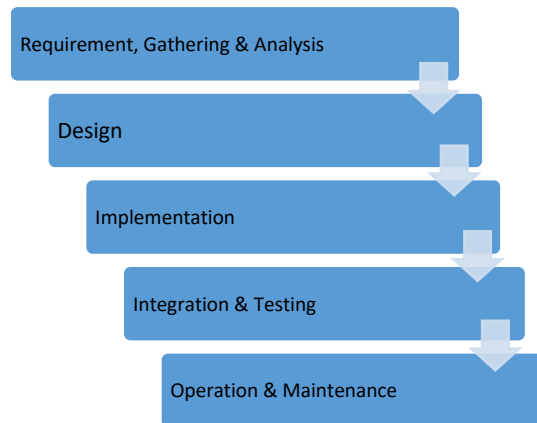 Requirement, Gathering & Analysis
Design
Implementation
Integration & Testing
Operation & Maintenance